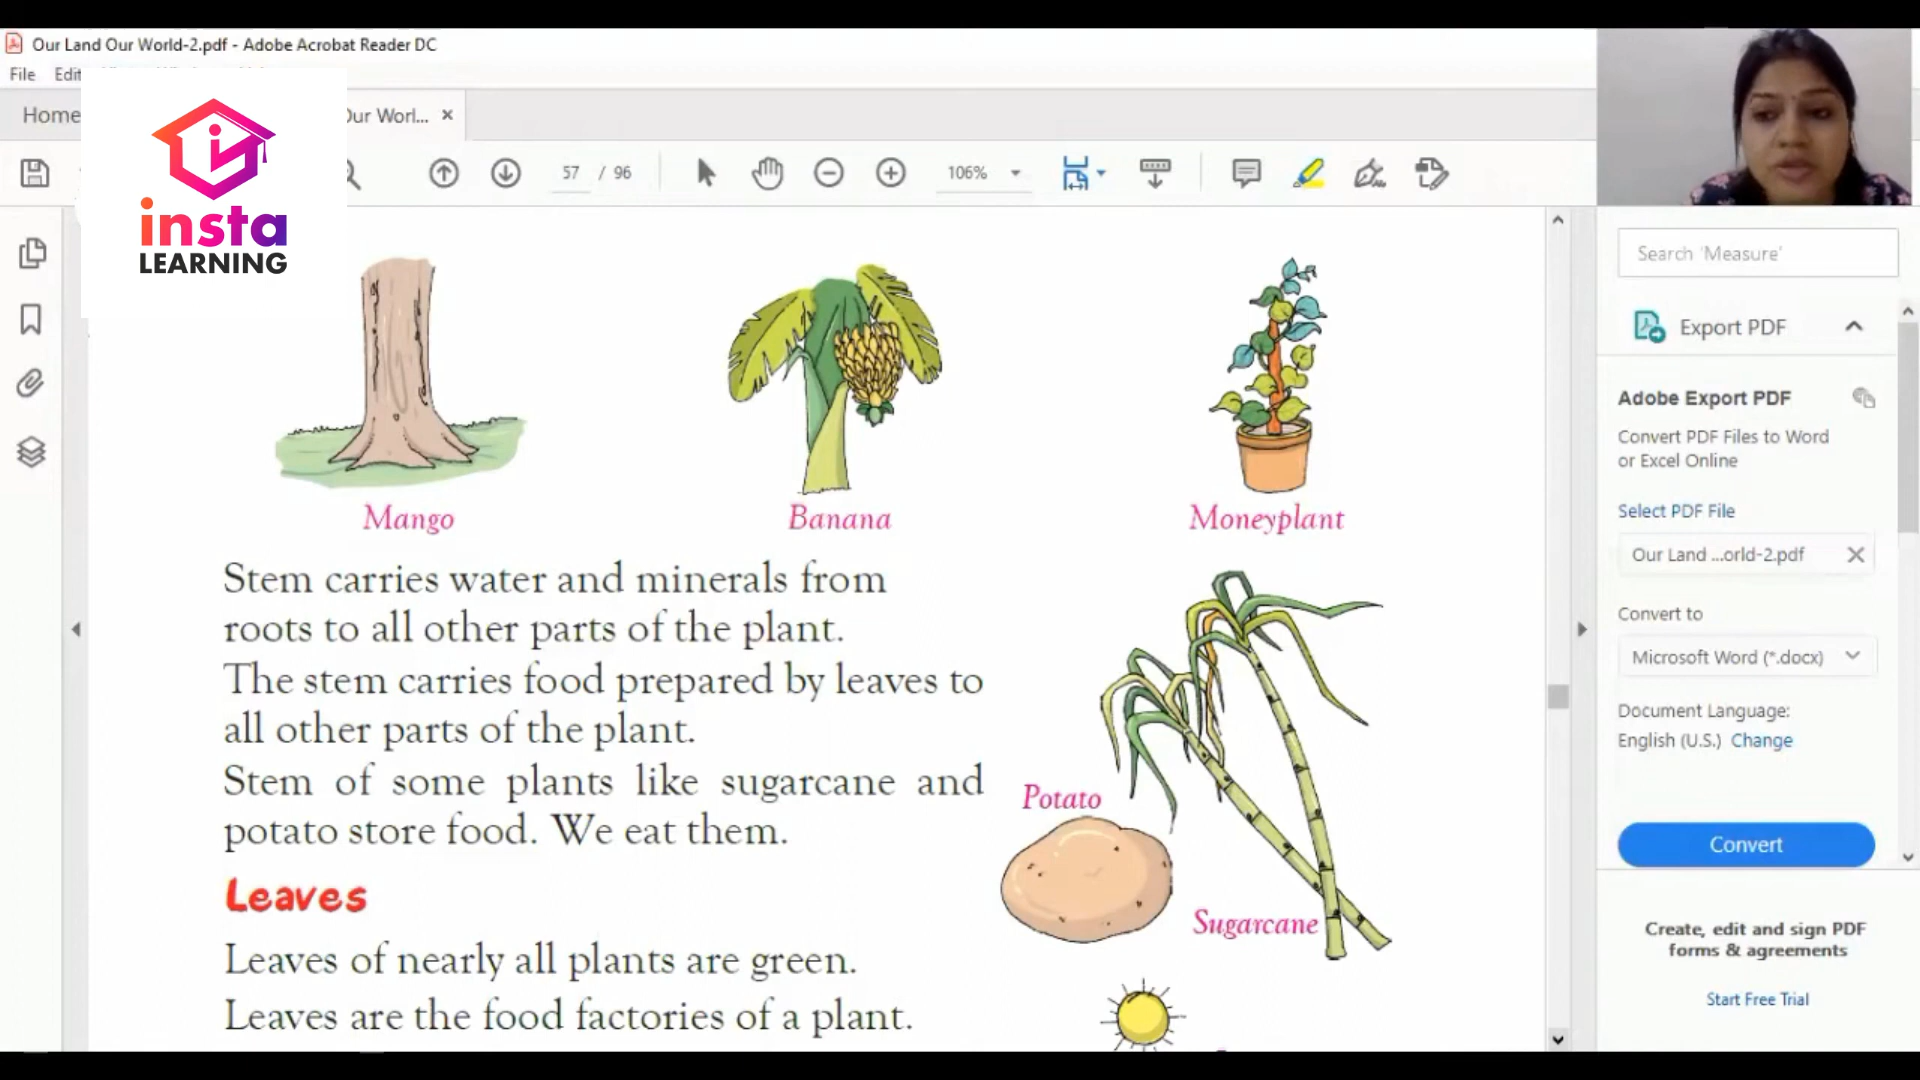 Our Land Our World-2.pdf - Adobe Acrobat Reader DC
File Edit
Home
Our Worl...
57 / 96
106%
insta
LEARNING
Mango
Banana
Moneyplant
Stem carries water and minerals from
roots to all other parts of the plant.
The stem carries food prepared by leaves to
all other parts of the plant.
Stem of some plants like sugarcane and
potato store food. We eat them.
Potato
Sugarcane
Leaves
Leaves of nearly all plants are green.
Leaves are the food factories of a plant.
Search 'Measure'
Export PDF
Adobe Export PDF
Convert PDF Files to Word
or Excel Online
Select PDF File
Our Land ...orld-2.pdf
Convert to
Microsoft Word (*.docx)
Document Language:
English (U.S.) Change
Convert
Create, edit and sign PDF
forms & agreements
Start Free Trial